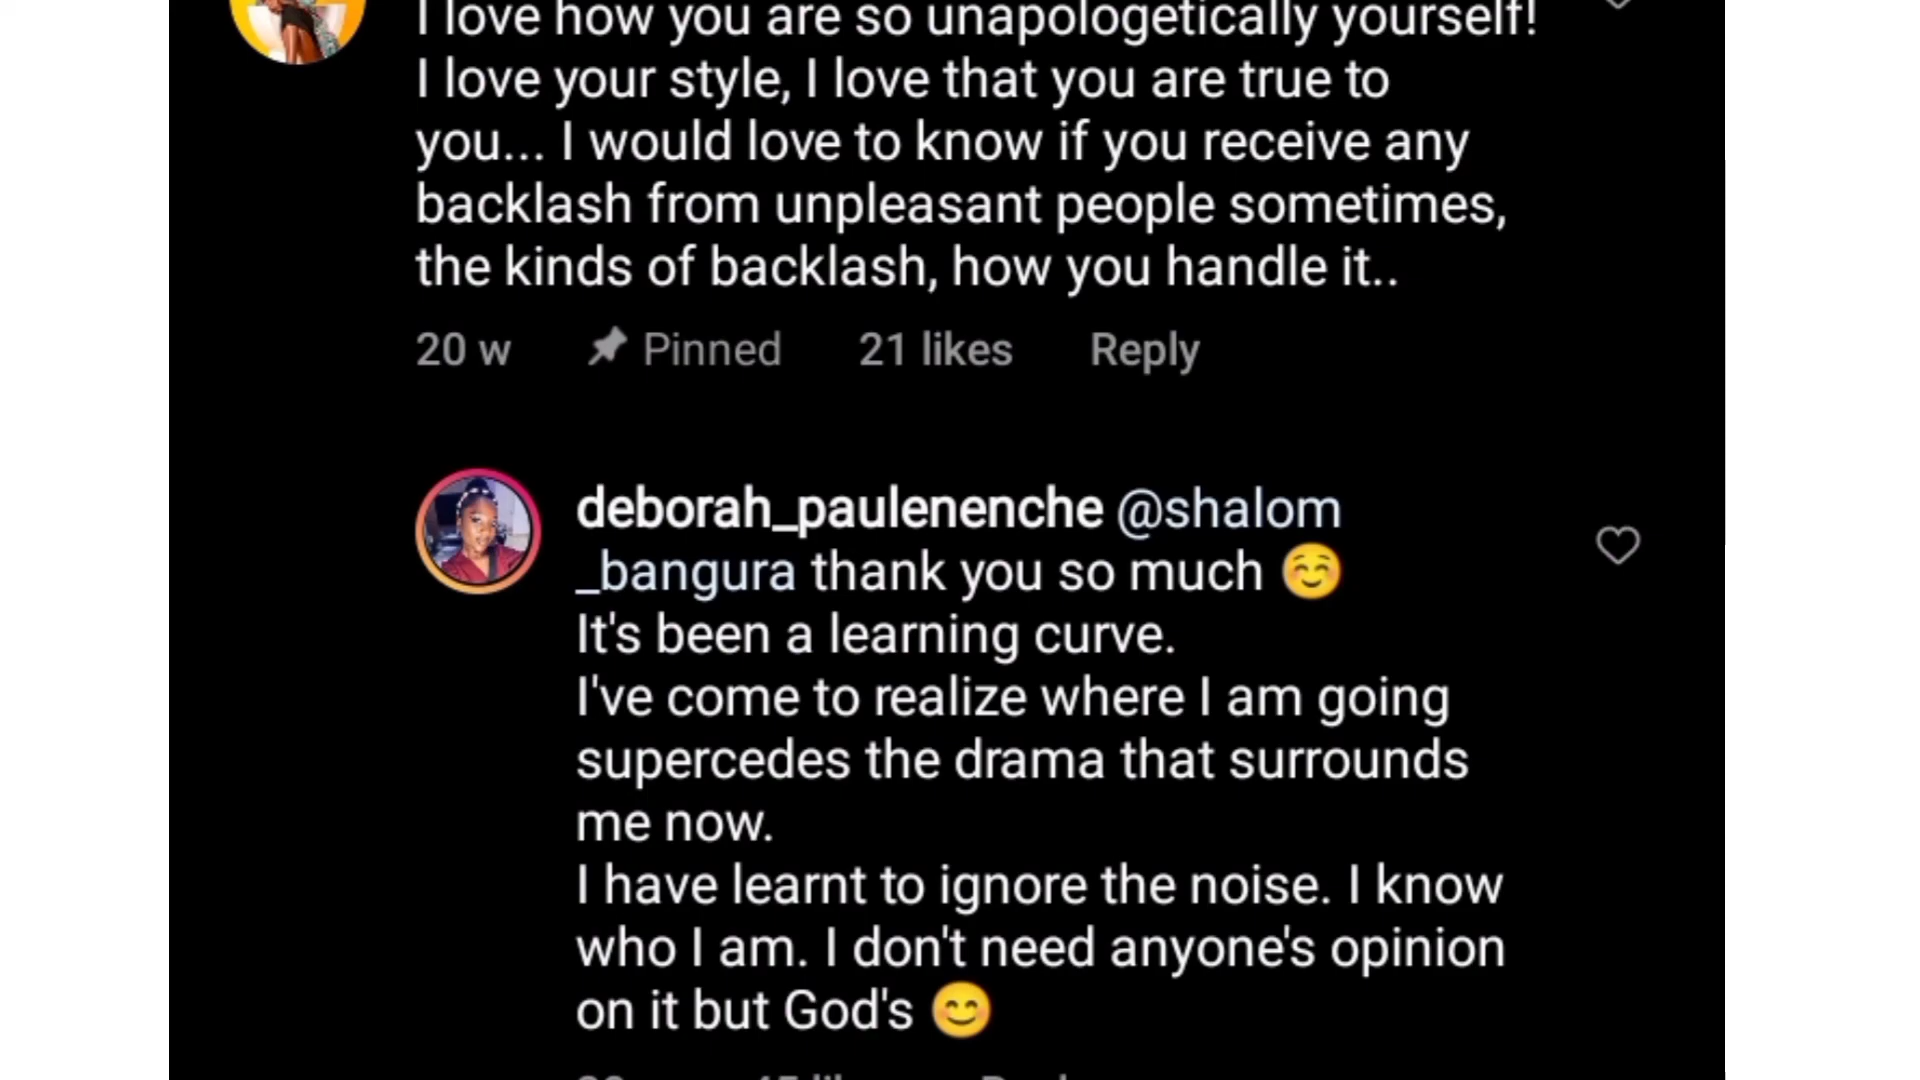 I love how you are so unapologetically yourself!
I love your style, I love that you are true to
you... I would love to know if you receive any
backlash from unpleasant people sometimes,
the kinds of backlash, how you handle it..
20 w Pinned 21 likes Reply
deborah_paulenenche @shalom
_bangura thank you so much ☺️
It's been a learning curve.
I've come to realize where I am going
supercedes the drama that surrounds
me now.
I have learnt to ignore the noise. I know
who I am. I don't need anyone's opinion
on it but God's 😊